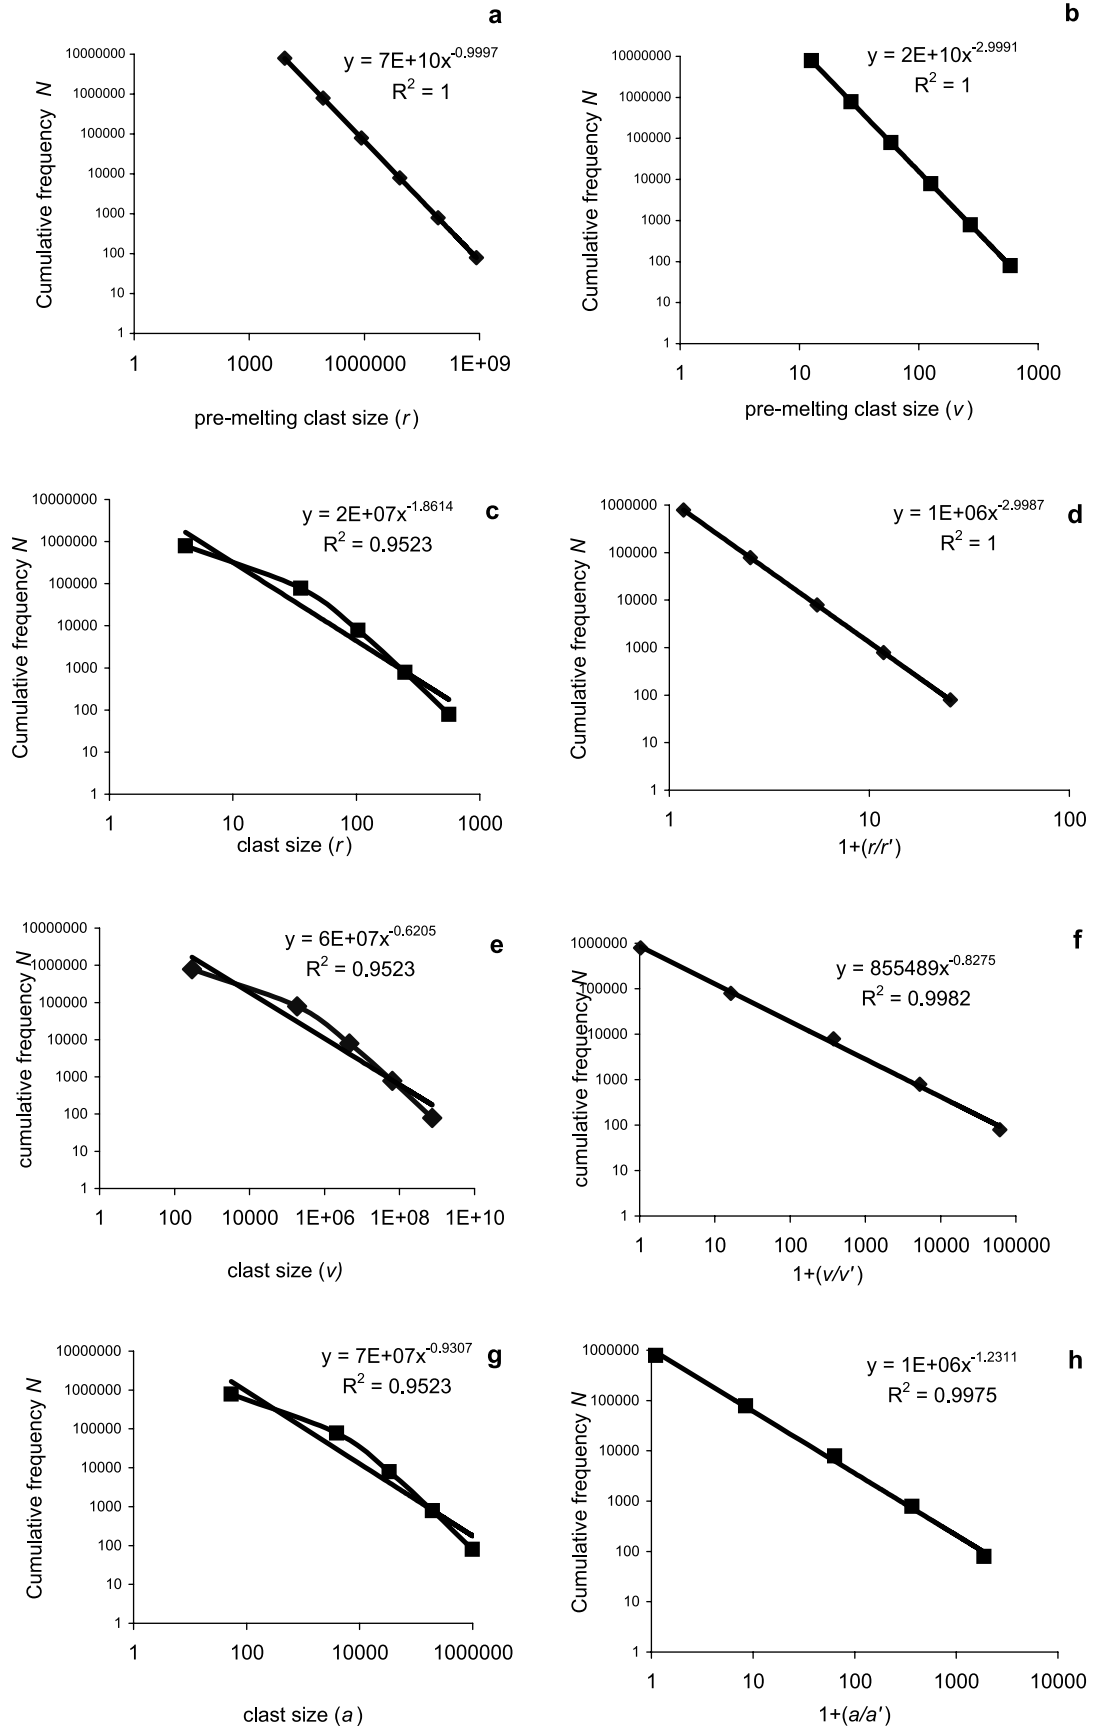 a
y = 7E+10x^-0.9997
R² = 1
Cumulative frequency N
10000000
1000000
100000
10000
1000
100
10
1
1 1000 1000000 1E+09
pre-melting clast size (r)
b
y = 2E+10x^-2.9991
R² = 1
Cumulative frequency N
10000000
1000000
100000
10000
1000
100
10
1
1 10 100 1000
pre-melting clast size (v)
c
y = 2E+07x^-1.8614
R² = 0.9523
Cumulative frequency N
10000000
1000000
100000
10000
1000
100
10
1
1 10 100 1000
clast size (r)
d
y = 1E+06x^-2.9987
R² = 1
Cumulative frequency N
1000000
100000
10000
1000
100
10
1
1 10 100
1+(r/r′)
e
y = 6E+07x^-0.6205
R² = 0.9523
cumulative frequency N
10000000
1000000
100000
10000
1000
100
10
1
1 100 10000 1E+06 1E+08 1E+10
clast size (v)
f
y = 855489x^-0.8275
R² = 0.9982
cumulative frequency N
1000000
100000
10000
1000
100
10
1
1 10 100 1000 10000 100000
1+(v/v′)
g
y = 7E+07x^-0.9307
R² = 0.9523
Cumulative frequency N
10000000
1000000
100000
10000
1000
100
10
1
1 100 10000 1000000
clast size (a)
h
y = 1E+06x^-1.2311
R² = 0.9975
Cumulative frequency N
1000000
100000
10000
1000
100
10
1
1 10 100 1000 10000
1+(a/a′)